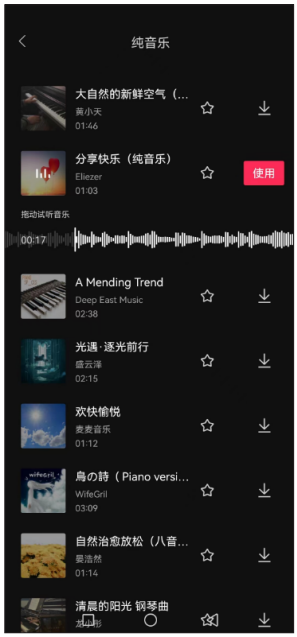 纯音乐
大自然的新鲜空气（...
黄小天
01:46
分享快乐（纯音乐）
Eliezer
01:03
使用
拖动试听音乐
00:17
A Mending Trend
Deep East Music
02:38
光遇·逐光前行
盛云泽
02:15
欢快愉悦
麦麦音乐
01:12
wifeGril
鳥の詩（Piano versi...
WifeGril
03:09
自然治愈放松（八音...
晏浩然
01:14
清晨的阳光 钢琴曲